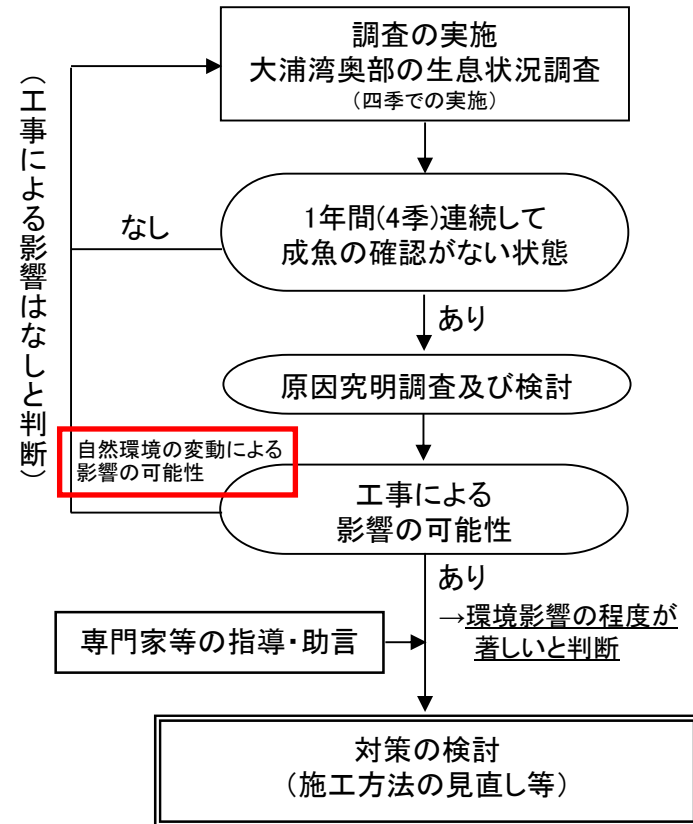 調査の実施
大浦湾奥部の生息状況調査
（四季での実施）
（工事による影響はなしと判断）
1年間(4季)連続して
成魚の確認がない状態
なし
あり
原因究明調査及び検討
自然環境の変動による
影響の可能性
工事による
影響の可能性
あり
→環境影響の程度が
著しいと判断
専門家等の指導・助言
対策の検討
（施工方法の見直し等）